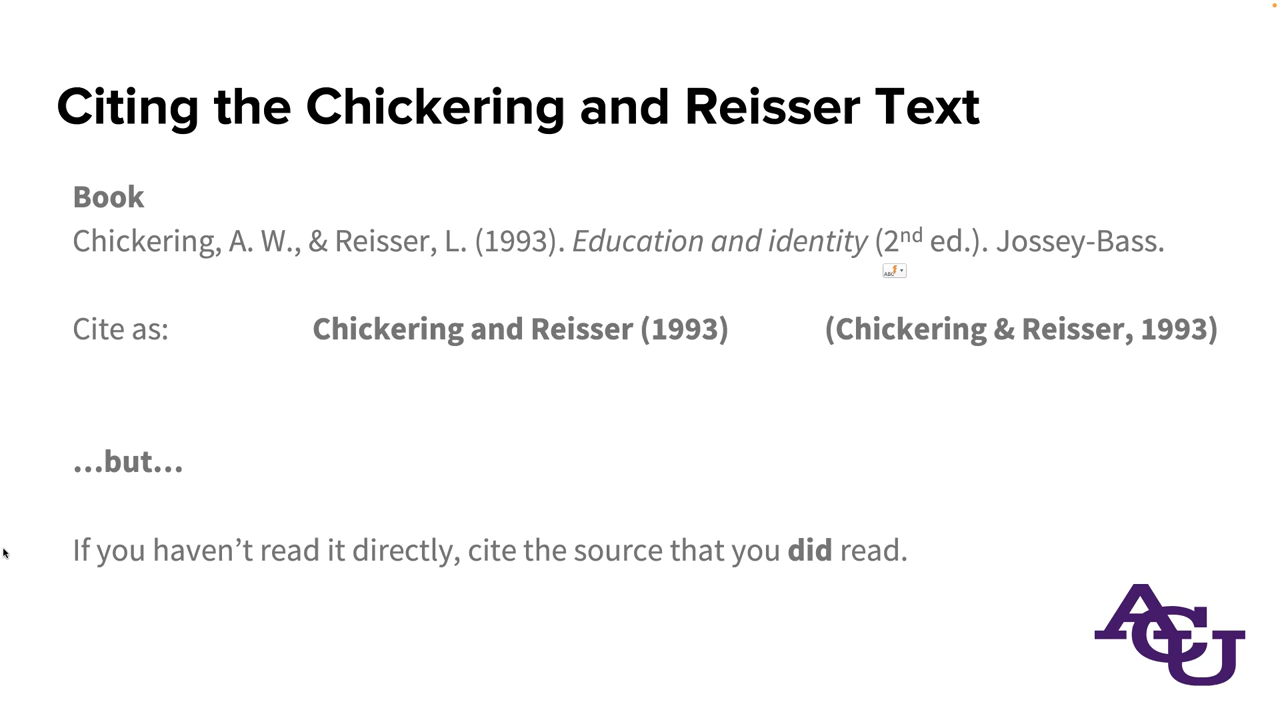 Citing the Chickering and Reisser Text
Book
Chickering, A. W., & Reisser, L. (1993). Education and identity (2nd ed.). Jossey-Bass.
ABC
Cite as: Chickering and Reisser (1993) (Chickering & Reisser, 1993)
...but...
If you haven’t read it directly, cite the source that you did read.
ACU